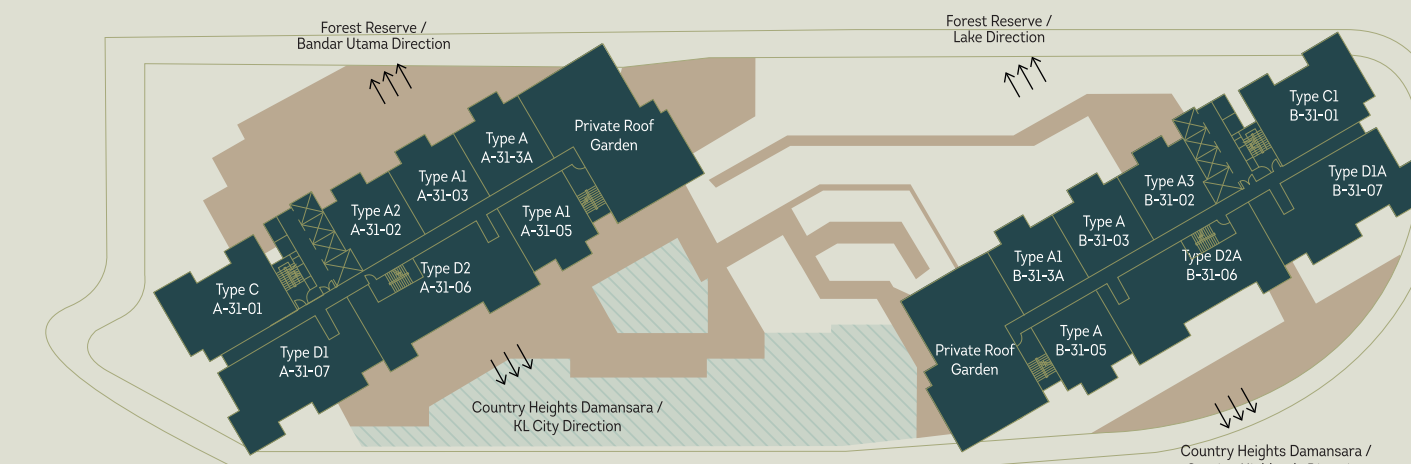 Forest Reserve /
Bandar Utama Direction
Forest Reserve /
Lake Direction
Private Roof
Garden
Type A
A-31-3A
Type A1
A-31-03
Type A2
A-31-02
Type A1
A-31-05
Type C
A-31-01
Type D2
A-31-06
Type D1
A-31-07
Type C1
B-31-01
Type D1A
B-31-07
Type A3
B-31-02
Type A
B-31-03
Type A1
B-31-3A
Type D2A
B-31-06
Type A
B-31-05
Private Roof
Garden
Country Heights Damansara /
KL City Direction
Country Heights Damansara /